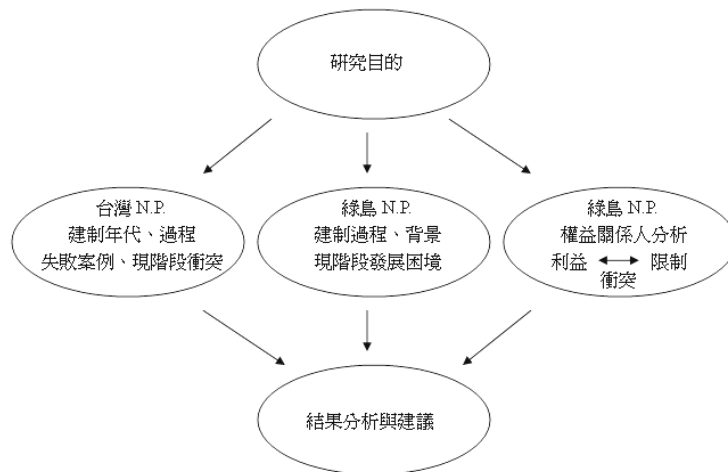 研究目的
台灣 N.P.
建制年代、過程
失敗案例、現階段衝突
綠島 N.P.
建制過程、背景
現階段發展困境
綠島 N.P.
權益關係人分析
利益 ⟷ 限制
衝突
結果分析與建議